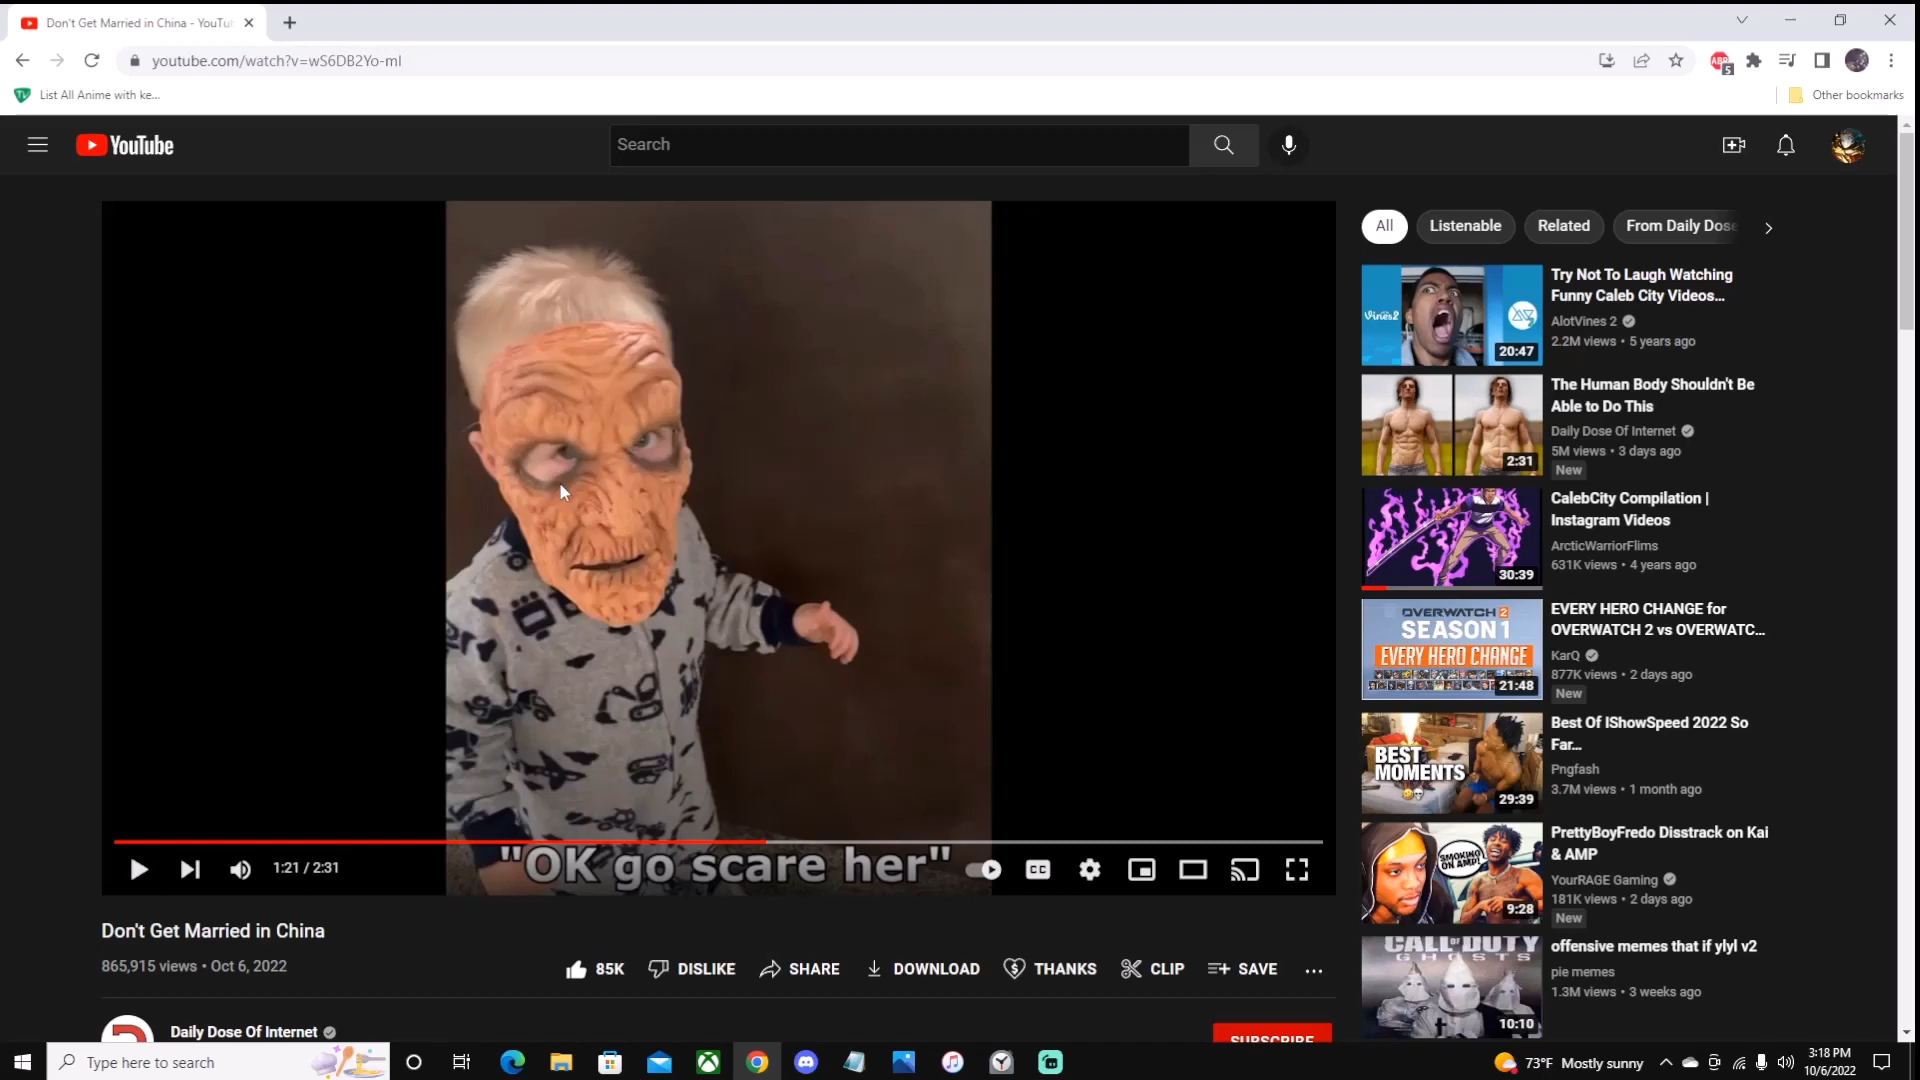 Don't Get Married in China - YouTu
youtube.com/watch?v=wS6DB2Yo-mI
ABP
5
List All Anime with ke...
Other bookmarks
YouTube
Search
All
Listenable
Related
From Daily Dose
Vines2
20:47
Try Not To Laugh Watching
Funny Caleb City Videos...
AlotVines 2
2.2M views • 5 years ago
2:31
The Human Body Shouldn't Be
Able to Do This
Daily Dose Of Internet
5M views • 3 days ago
New
30:39
CalebCity Compilation |
Instagram Videos
ArcticWarriorFlims
631K views • 4 years ago
OVERWATCH 2
SEASON 1
EVERY HERO CHANGE
21:48
EVERY HERO CHANGE for
OVERWATCH 2 vs OVERWATC...
KarQ
877K views • 2 days ago
New
BEST
MOMENTS
29:39
Best Of IShowSpeed 2022 So
Far...
Pngfash
3.7M views • 1 month ago
SMOKING
ON AMP!
9:28
PrettyBoyFredo Disstrack on Kai
& AMP
YourRAGE Gaming
181K views • 2 days ago
New
CALL OF DUTY
GHOSTS
10:10
offensive memes that if ylyl v2
pie memes
1.3M views • 3 weeks ago
"OK go scare her"
1:21 / 2:31
CC
Don't Get Married in China
865,915 views • Oct 6, 2022
85K
DISLIKE
SHARE
DOWNLOAD
THANKS
CLIP
SAVE
Daily Dose Of Internet
SUBSCRIBE
Type here to search
73°F Mostly sunny
3:18 PM
10/6/2022